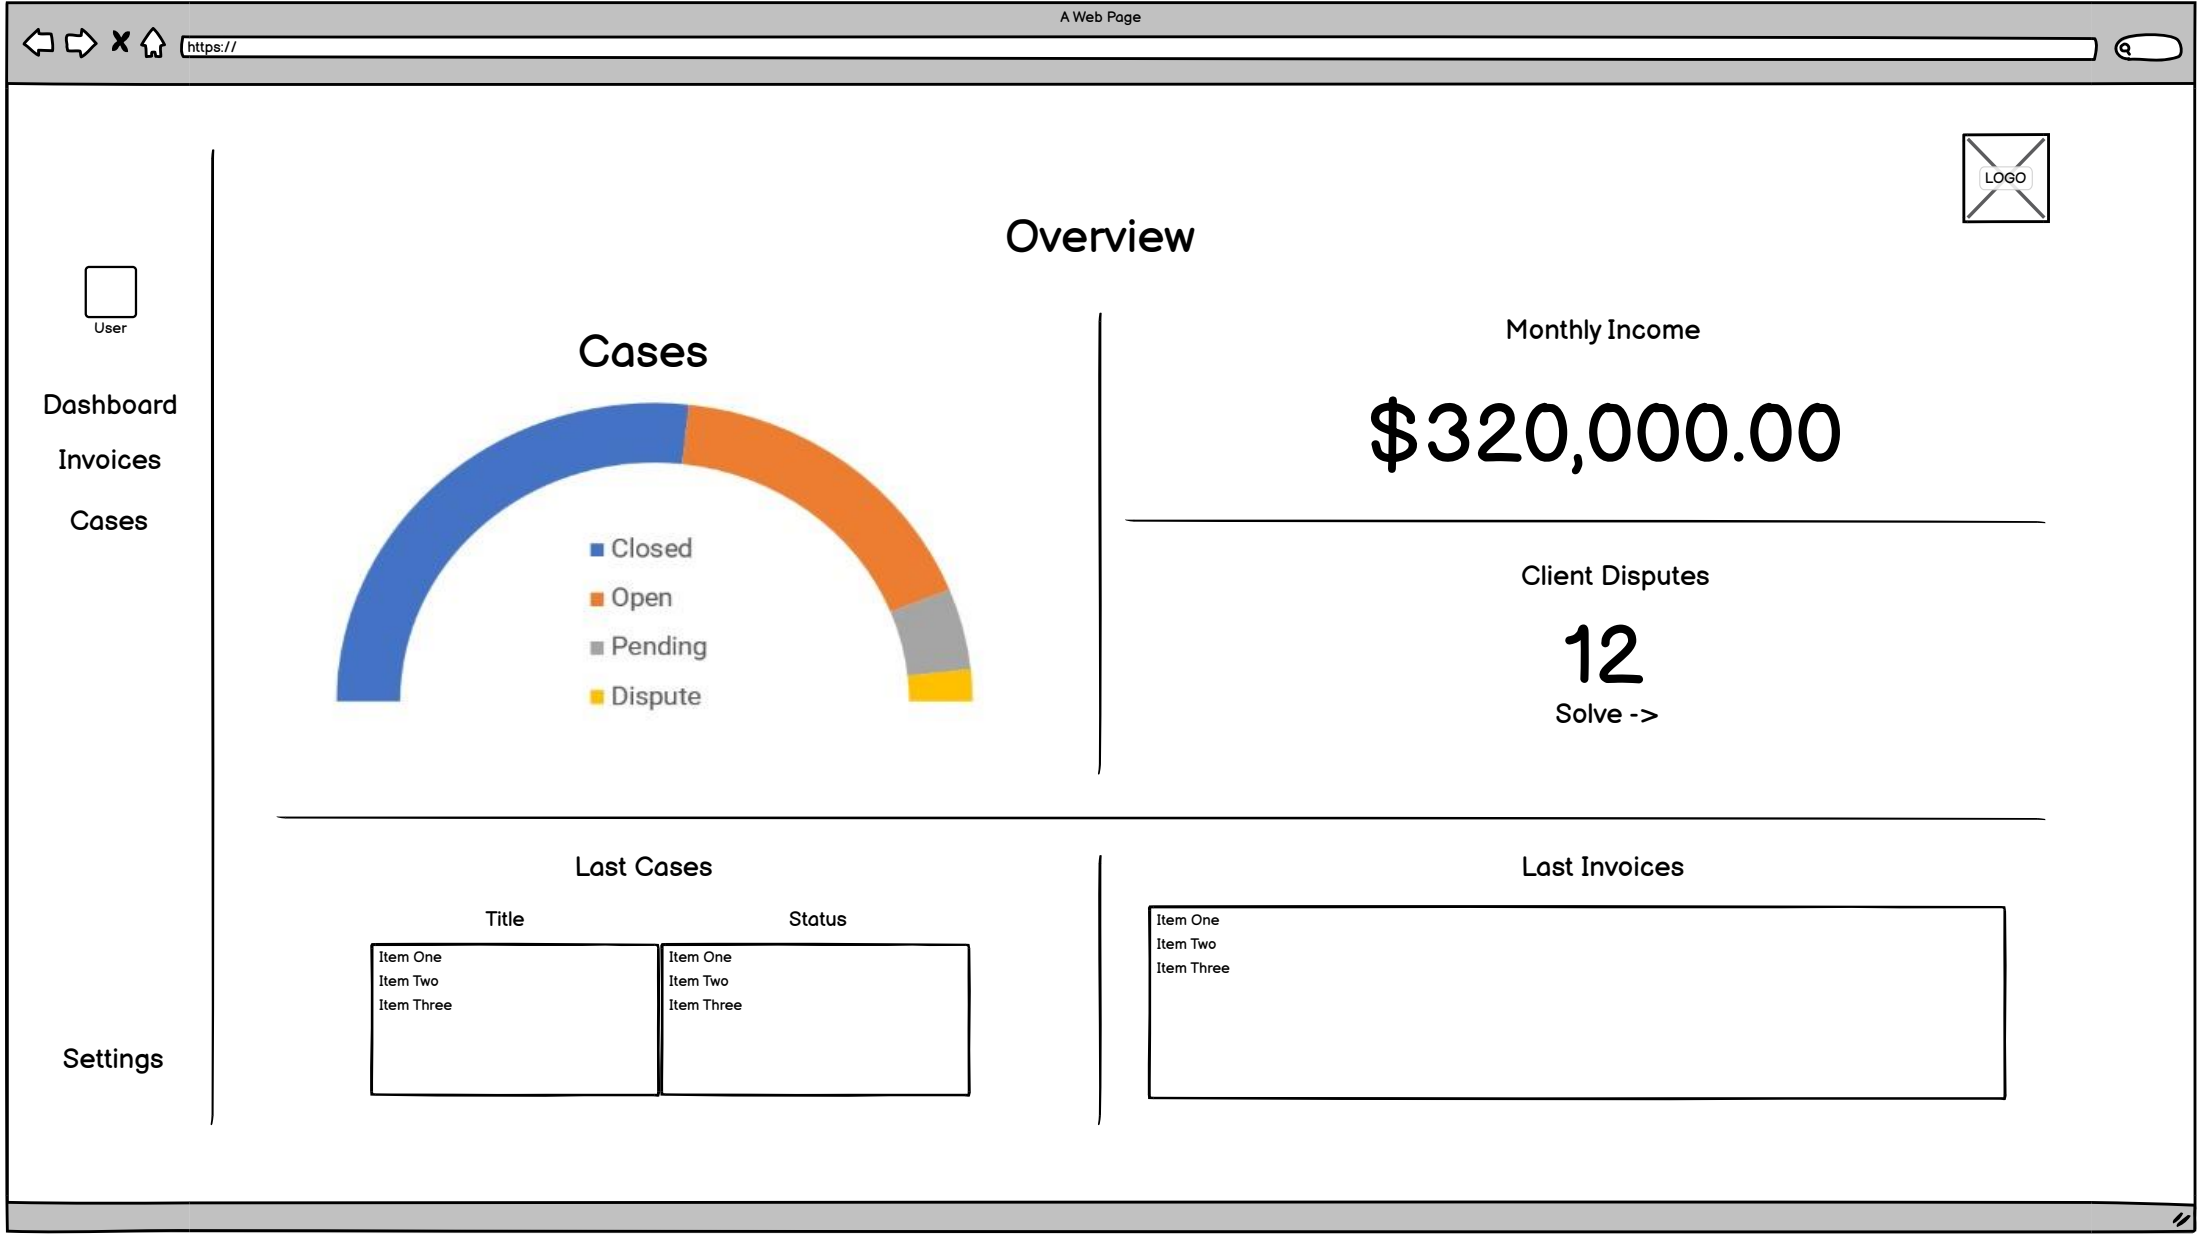 A Web Page
https://
LOGO
Overview
User
Dashboard
Invoices
Cases
Settings
Cases
Closed
Open
Pending
Dispute
Monthly Income
$320,000.00
Client Disputes
12
Solve ->
Last Cases
Title Status
Item One Item One
Item Two Item Two
Item Three Item Three
Last Invoices
Item One
Item Two
Item Three